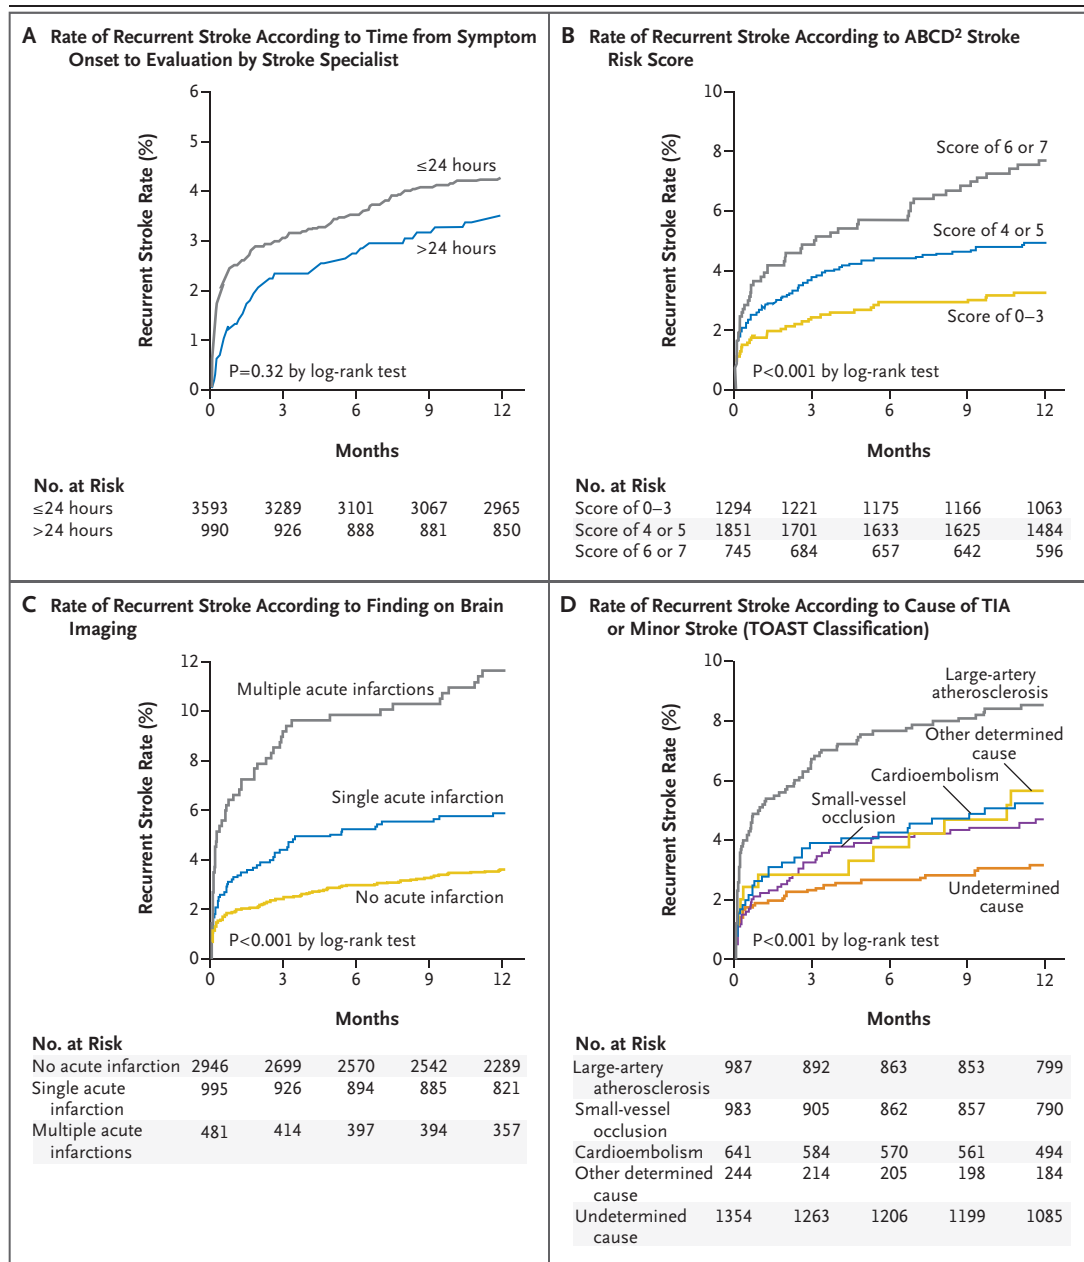 A Rate of Recurrent Stroke According to Time from Symptom
Onset to Evaluation by Stroke Specialist
Recurrent Stroke Rate (%)
6
5
4
3
2
1
0
≤24 hours
>24 hours
P=0.32 by log-rank test
0 3 6 9 12
Months
No. at Risk
≤24 hours 3593 3289 3101 3067 2965
>24 hours 990 926 888 881 850
B Rate of Recurrent Stroke According to ABCD² Stroke
Risk Score
Recurrent Stroke Rate (%)
10
8
6
4
2
0
Score of 6 or 7
Score of 4 or 5
Score of 0–3
P<0.001 by log-rank test
0 3 6 9 12
Months
No. at Risk
Score of 0–3 1294 1221 1175 1166 1063
Score of 4 or 5 1851 1701 1633 1625 1484
Score of 6 or 7 745 684 657 642 596
C Rate of Recurrent Stroke According to Finding on Brain
Imaging
Recurrent Stroke Rate (%)
12
10
8
6
4
2
0
Multiple acute infarctions
Single acute infarction
No acute infarction
P<0.001 by log-rank test
0 3 6 9 12
Months
No. at Risk
No acute infarction 2946 2699 2570 2542 2289
Single acute 995 926 894 885 821
infarction
Multiple acute 481 414 397 394 357
infarctions
D Rate of Recurrent Stroke According to Cause of TIA
or Minor Stroke (TOAST Classification)
Recurrent Stroke Rate (%)
10
8
6
4
2
0
Large-artery
atherosclerosis
Other determined
cause
Cardioembolism
Small-vessel
occlusion
Undetermined
cause
P<0.001 by log-rank test
0 3 6 9 12
Months
No. at Risk
Large-artery 987 892 863 853 799
atherosclerosis
Small-vessel 983 905 862 857 790
occlusion
Cardioembolism 641 584 570 561 494
Other determined 244 214 205 198 184
cause
Undetermined 1354 1263 1206 1199 1085
cause